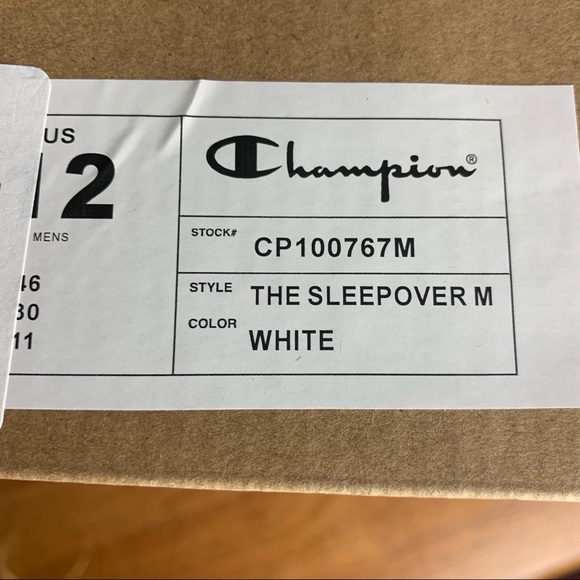 US
12
MENS
46
30
11
Champion®
STOCK# CP100767M
STYLE THE SLEEPOVER M
COLOR WHITE